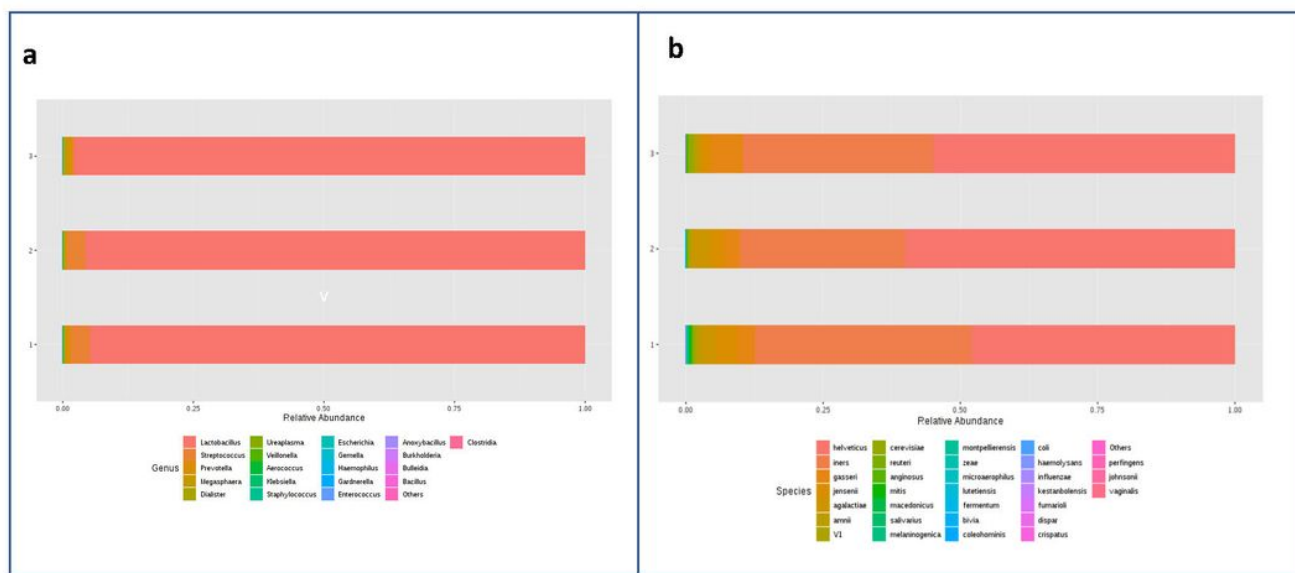 a
3
2
V
1
0.00 0.25 0.50 0.75 1.00
Relative Abundance
Genus
Lactobacillus Ureaplasma Escherichia Anoxybacillus Clostridia
Streptococcus Veillonella Gemella Burkholderia
Prevotella Aerococcus Haemophilus Bulleidia
Megasphaera Klebsiella Gardnerella Bacillus
Dialister Staphylococcus Enterococcus Others
b
3
2
1
0.00 0.25 0.50 0.75 1.00
Relative Abundance
Species
helveticus cerevisiae montpellierensis coli Others
iners reuteri zeae haemolysans perfingens
gasseri anginosus microaerophilus influenzae johnsonii
jensenii mitis lutetiensis kestanbolensis vaginalis
agalactiae macedonicus fermentum fumarioli
amnii salivarius bivia dispar
V1 melaninogenica coleohominis crispatus